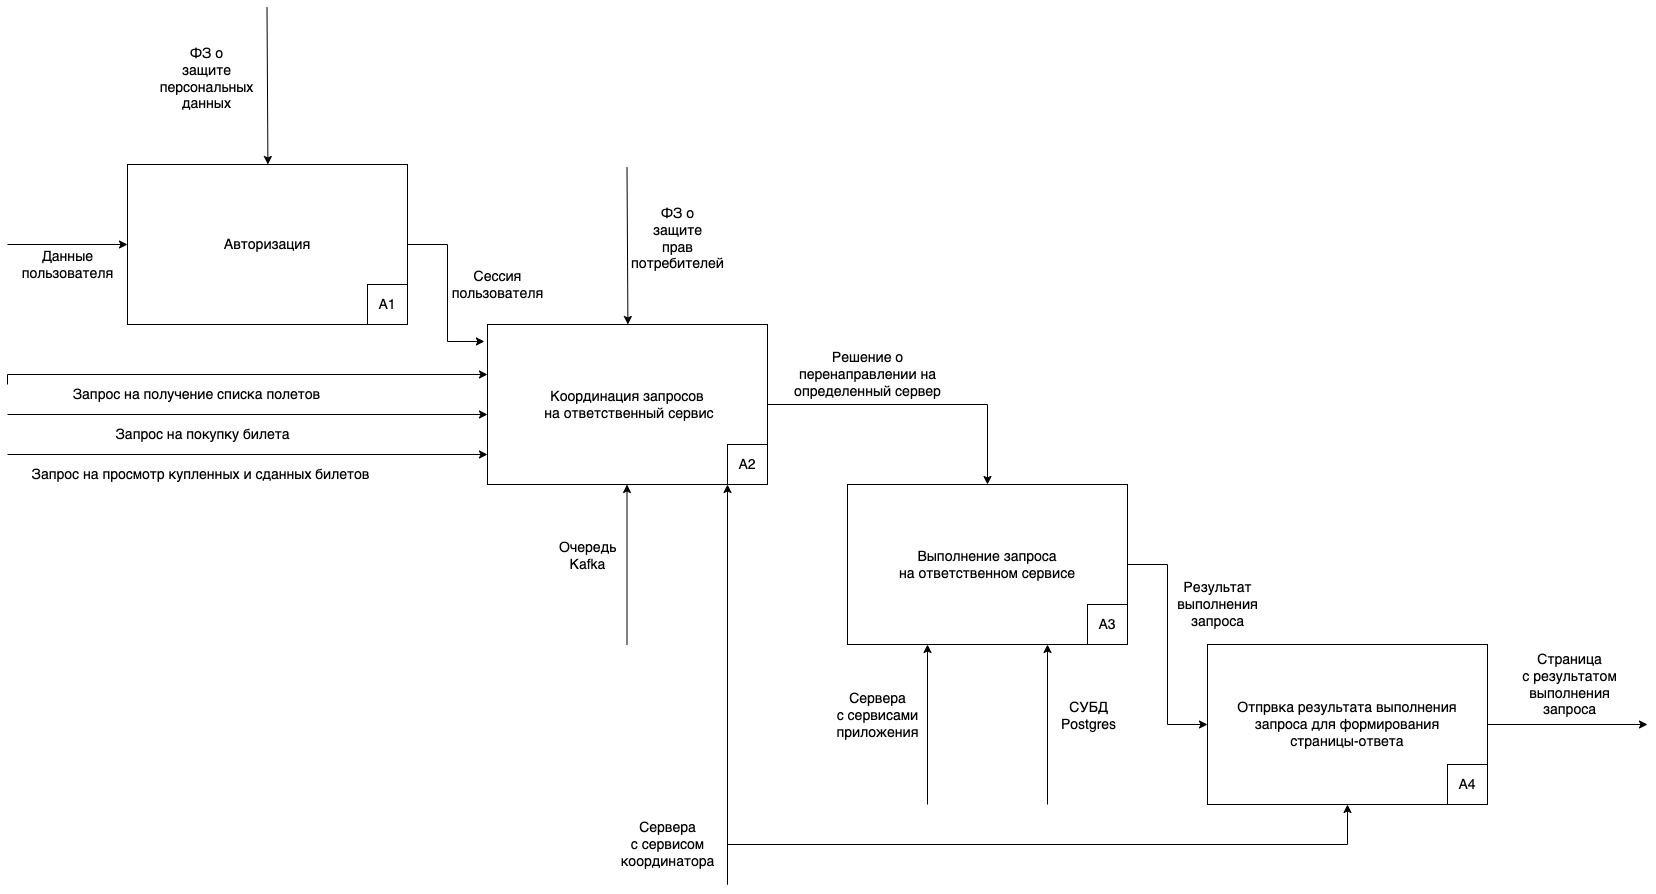 ФЗ о
защите
персональных
данных
Авторизация
A1
Данные
пользователя
Сессия
пользователя
ФЗ о
защите
прав
потребителей
Запрос на получение списка полетов
Запрос на покупку билета
Запрос на просмотр купленных и сданных билетов
Координация запросов
на ответственный сервис
A2
Решение о
перенаправлении на
определенный сервер
Очередь
Kafka
Выполнение запроса
на ответственном сервисе
A3
Результат
выполнения
запроса
Сервера
с сервисами
приложения
СУБД
Postgres
Отпрвка результата выполнения
запроса для формирования
страницы-ответа
A4
Страница
с результатом
выполнения
запроса
Сервера
с сервисом
координатора